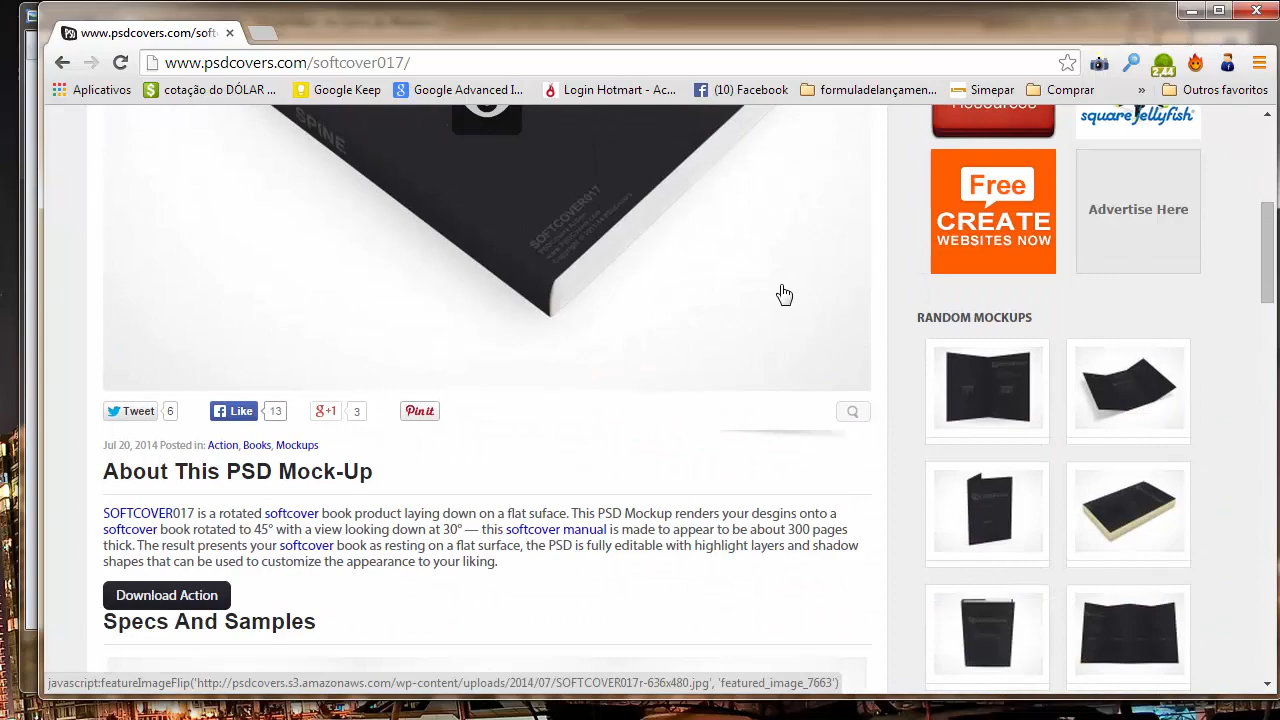 www.psdcovers.com/soft
www.psdcovers.com/softcover017/
2,44
Aplicativos
cotação do DÓLAR ...
Google Keep
Google Advanced I...
Login Hotmart - Ac...
(10) Facebook
formuladelançamen...
Simular
Comprar
»
Outros favoritos
SPINE
SOFTCOVER017
Resources
squarejellyfish
Free
CREATE
WEBSITES NOW
Advertise Here
RANDOM MOCKUPS
Tweet 6
Like 13
g+1 3
Pinit
Jul 20, 2014 Posted in: Action, Books, Mockups
About This PSD Mock-Up
SOFTCOVER017 is a rotated softcover book product laying down on a flat suface. This PSD Mockup renders your desgins onto a
softcover book rotated to 45° with a view looking down at 30° — this softcover manual is made to appear to be about 300 pages
thick. The result presents your softcover book as resting on a flat surface, the PSD is fully editable with highlight layers and shadow
shapes that can be used to customize the appearance to your liking.
Download Action
Specs And Samples
javascript:featureImageFlip('http://psdcovers.s3.amazonaws.com/wp-content/uploads/2014/07/SOFTCOVER017r-636x480.jpg', 'featured_image_7663')